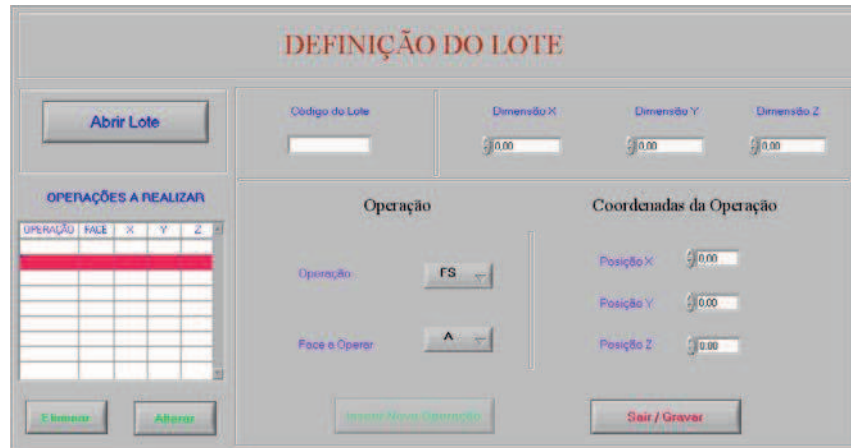 DEFINIÇÃO DO LOTE
Abrir Lote
Código do Lote
Dimensão X Dimensão Y Dimensão Z
0,00 0,00 0,00
OPERAÇÕES A REALIZAR
OPERAÇÃO FACE X Y Z
Eliminar Alterar
Operação
Operação FS
Face a Operar A
Coordenadas da Operação
Posição X 0,00
Posição Y 0,00
Posição Z 0,00
Inserir Nova Operação
Sair / Gravar